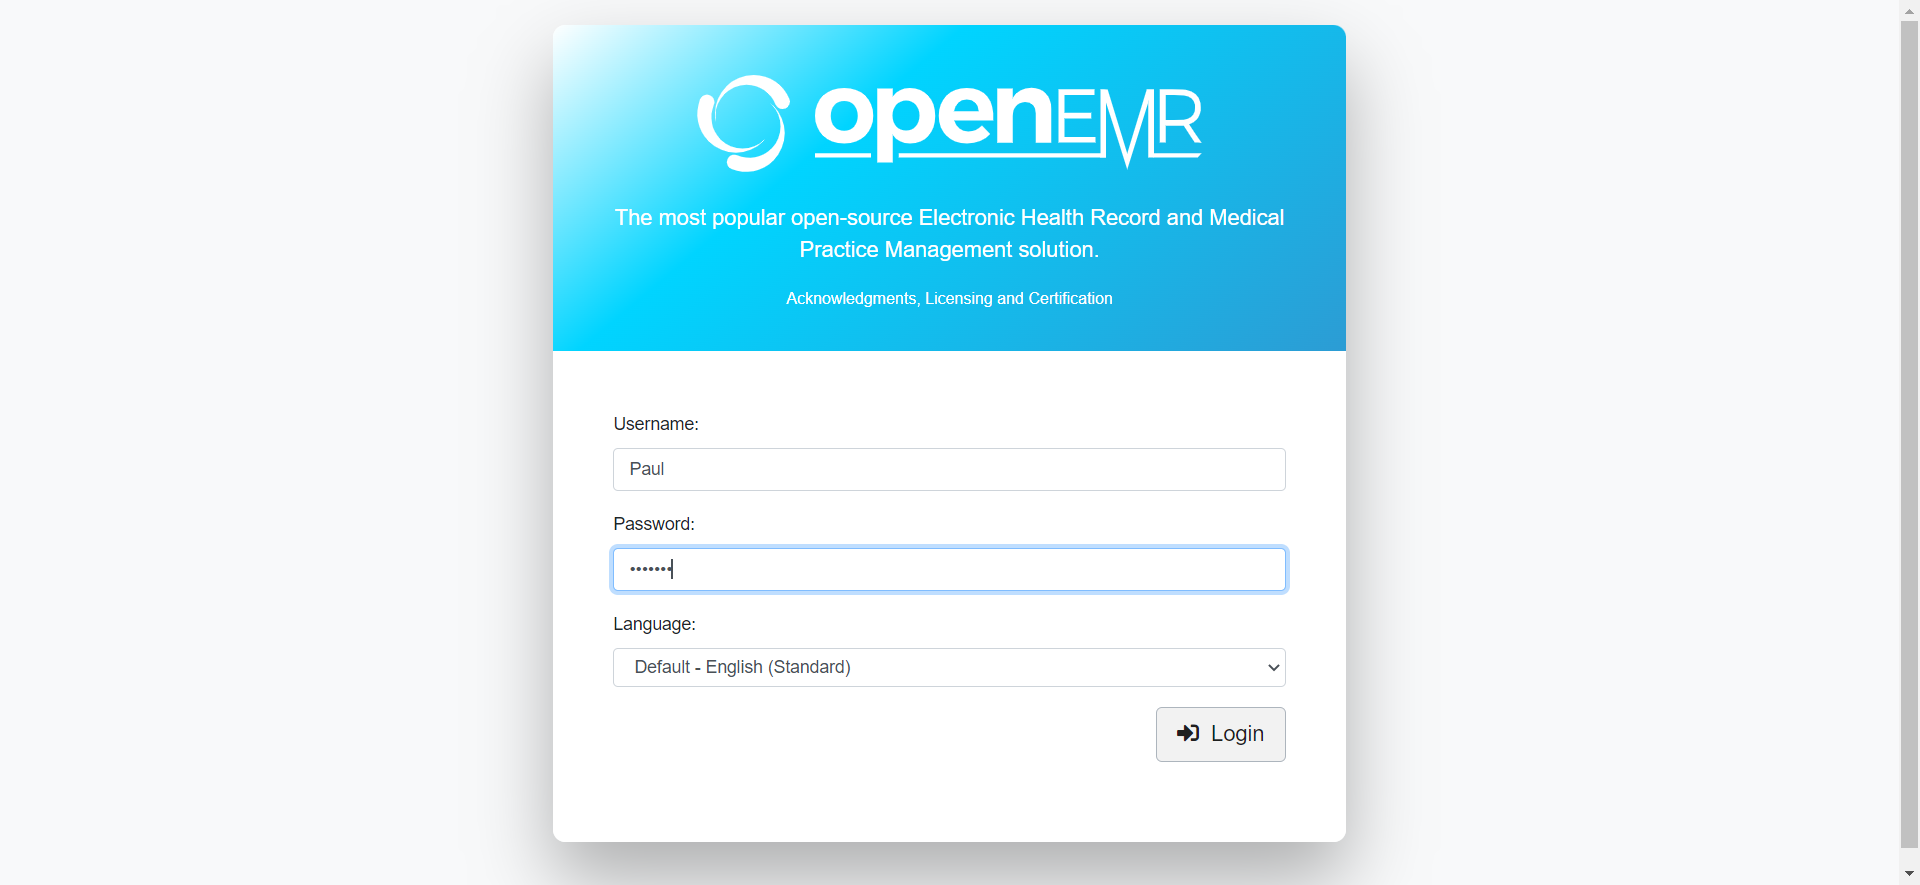 openEMR
The most popular open-source Electronic Health Record and Medical
Practice Management solution.
Acknowledgments, Licensing and Certification
Username:
Paul
Password:
•••••••
Language:
Default - English (Standard)
Login